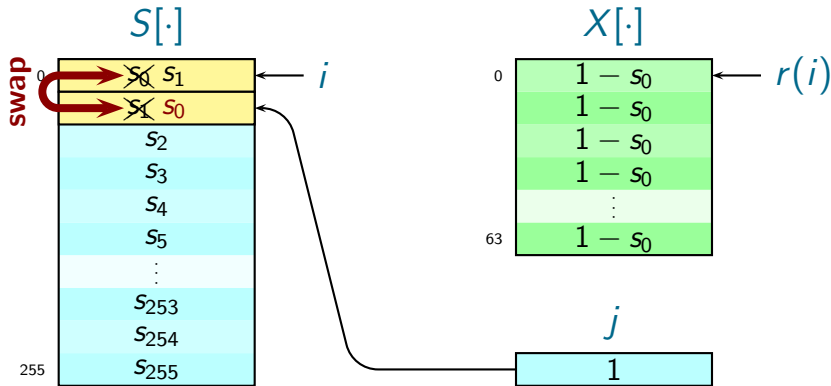 S[·]
X[·]
swap
0 s₀ s₁ i
s₁ s₀
s₂
s₃
s₄
s₅
⋮
s₂₅₃
s₂₅₄
255 s₂₅₅
0 1 − s₀ r(i)
1 − s₀
1 − s₀
1 − s₀
⋮
63 1 − s₀
j
1